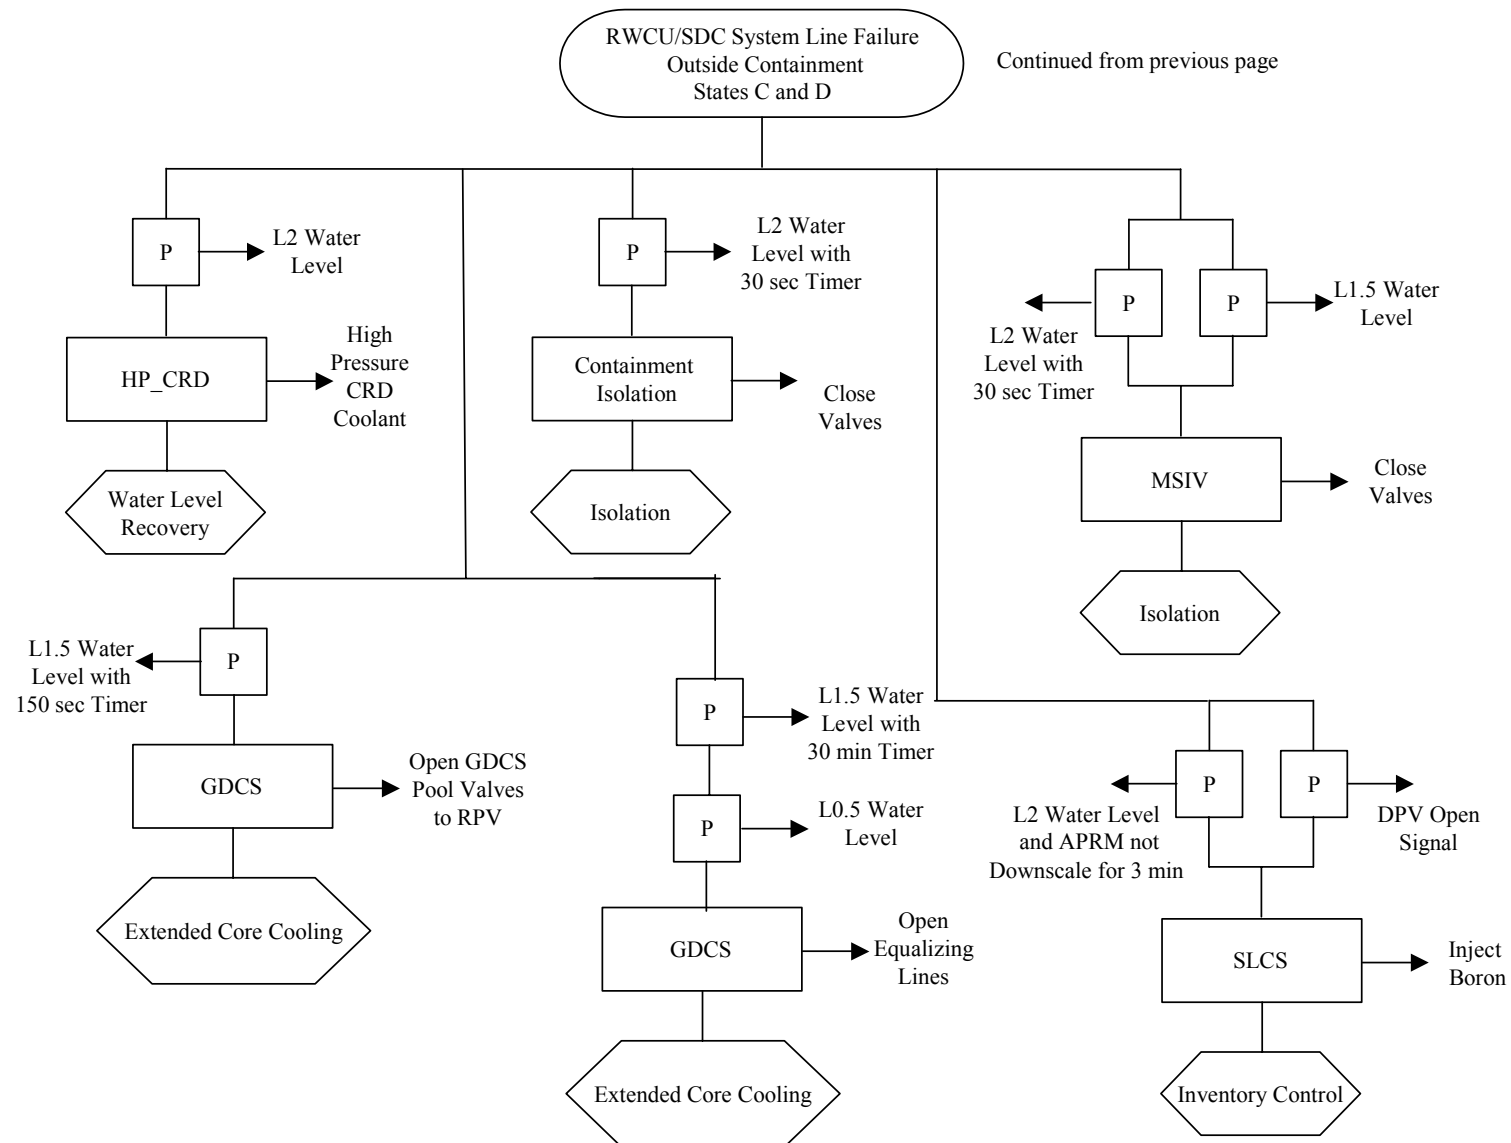 RWCU/SDC System Line Failure
Outside Containment
States C and D
Continued from previous page
P
L2 Water
Level
HP_CRD
High
Pressure
CRD
Coolant
Water Level
Recovery
P
L2 Water
Level with
30 sec Timer
Containment
Isolation
Close
Valves
Isolation
P
L2 Water
Level with
30 sec Timer
P
L1.5 Water
Level
MSIV
Close
Valves
Isolation
L1.5 Water
Level with
150 sec Timer
P
GDCS
Open GDCS
Pool Valves
to RPV
Extended Core Cooling
P
L1.5 Water
Level with
30 min Timer
P
L0.5 Water
Level
GDCS
Open
Equalizing
Lines
Extended Core Cooling
P
L2 Water Level
and APRM not
Downscale for 3 min
P
DPV Open
Signal
SLCS
Inject
Boron
Inventory Control